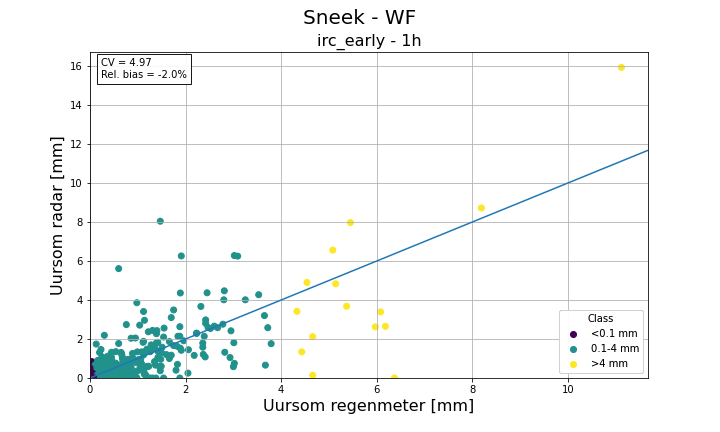 Sneek - WF
irc_early - 1h
CV = 4.97
Rel. bias = -2.0%
16
14
12
10
8
6
4
2
0
Uursom radar [mm]
Class
<0.1 mm
0.1-4 mm
>4 mm
0 2 4 6 8 10
Uursom regenmeter [mm]